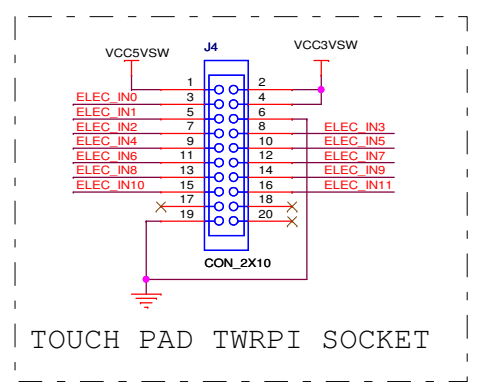 J4
VCC5VSW VCC3VSW
1 2
ELEC_IN0 3 4
ELEC_IN1 5 6
ELEC_IN2 7 8 ELEC_IN3
ELEC_IN4 9 10 ELEC_IN5
ELEC_IN6 11 12 ELEC_IN7
ELEC_IN8 13 14 ELEC_IN9
ELEC_IN10 15 16 ELEC_IN11
17 18
19 20
CON_2X10
TOUCH PAD TWRPI SOCKET